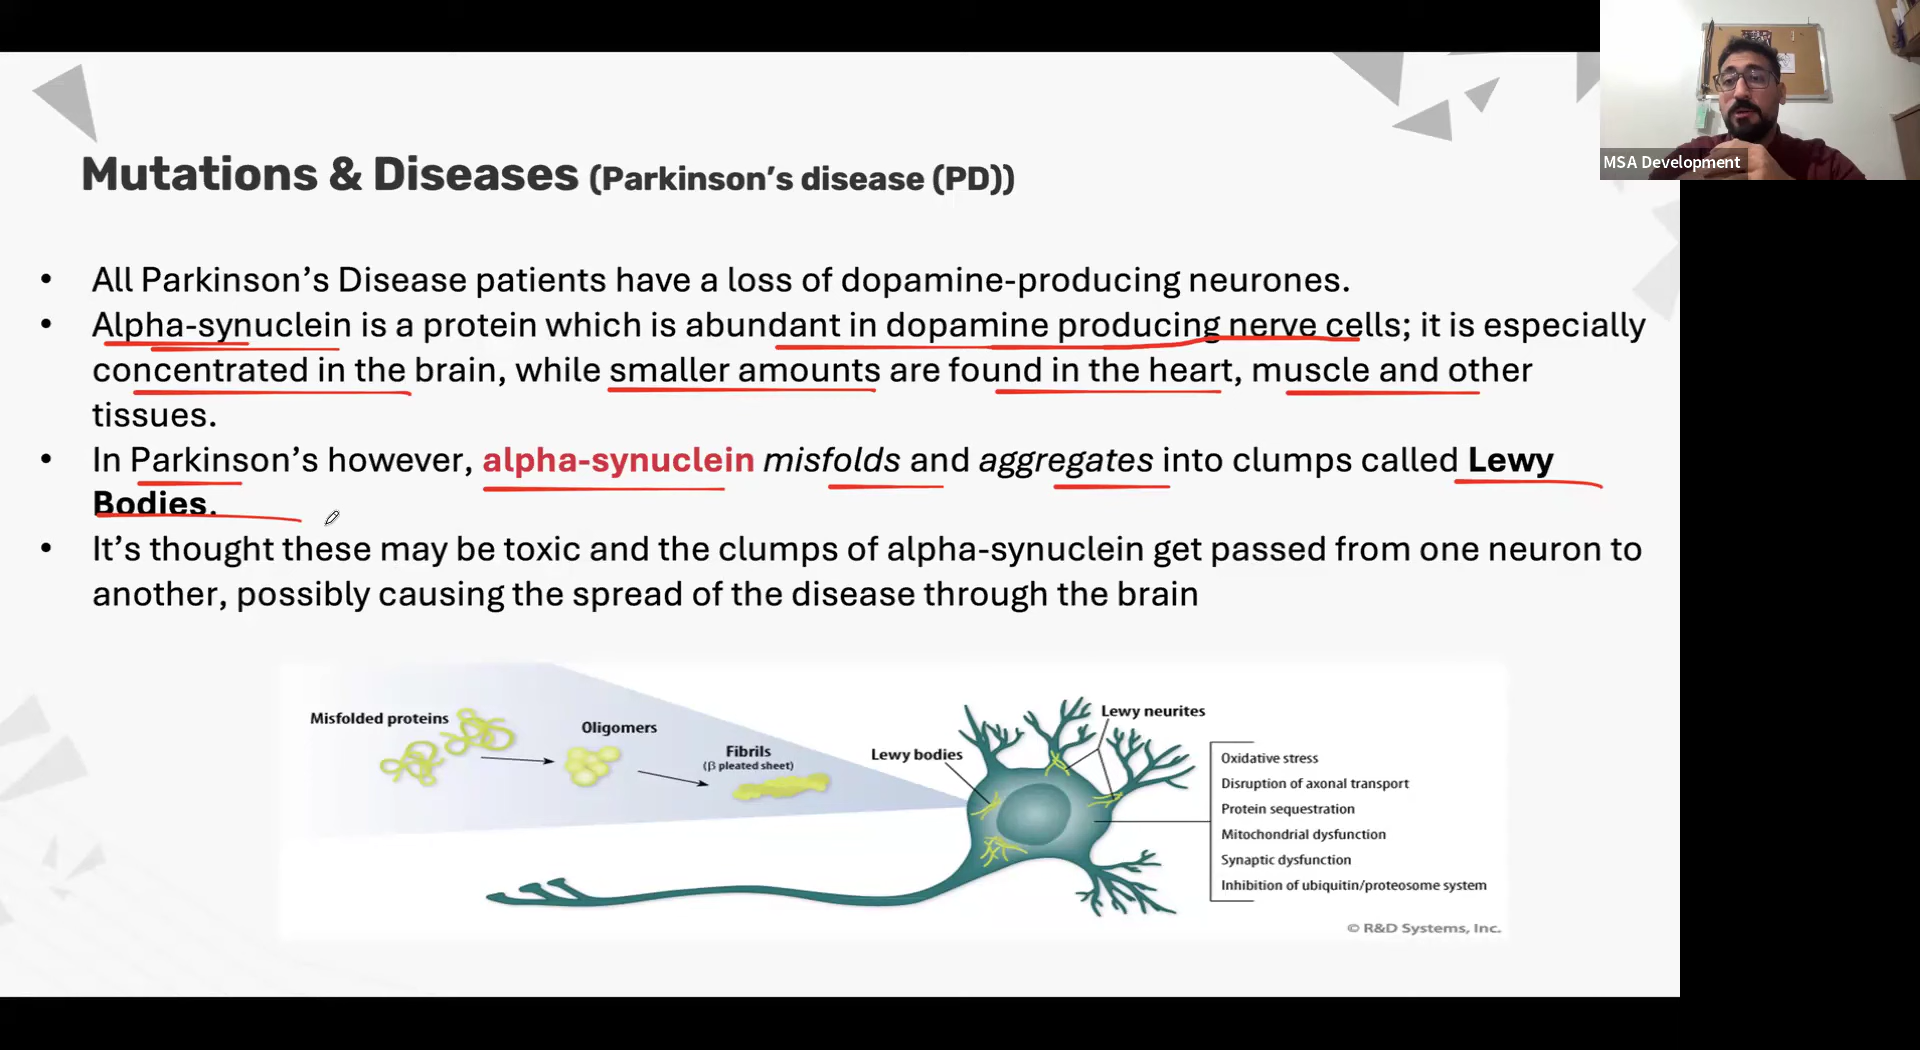 MSA Development
Mutations & Diseases (Parkinson’s disease (PD))
• All Parkinson’s Disease patients have a loss of dopamine-producing neurones.
• Alpha-synuclein is a protein which is abundant in dopamine producing nerve cells; it is especially
concentrated in the brain, while smaller amounts are found in the heart, muscle and other
tissues.
• In Parkinson’s however, alpha-synuclein misfolds and aggregates into clumps called Lewy
Bodies.
• It’s thought these may be toxic and the clumps of alpha-synuclein get passed from one neuron to
another, possibly causing the spread of the disease through the brain
Misfolded proteins
Oligomers
Fibrils
(β pleated sheet)
Lewy bodies
Lewy neurites
Oxidative stress
Disruption of axonal transport
Protein sequestration
Mitochondrial dysfunction
Synaptic dysfunction
Inhibition of ubiquitin/proteosome system
© R&D Systems, Inc.